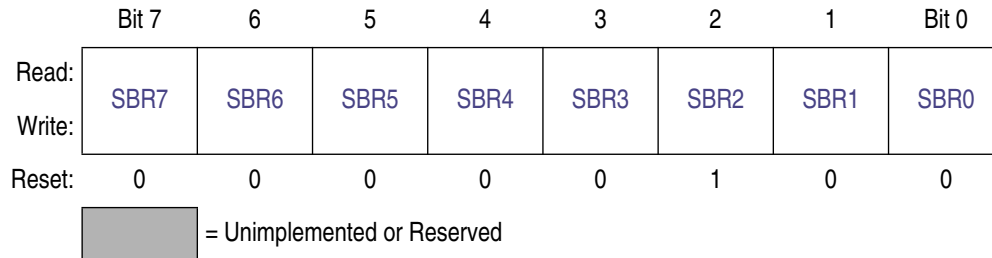 Bit 7 6 5 4 3 2 1 Bit 0
Read:
SBR7 SBR6 SBR5 SBR4 SBR3 SBR2 SBR1 SBR0
Write:
Reset: 0 0 0 0 0 1 0 0
= Unimplemented or Reserved